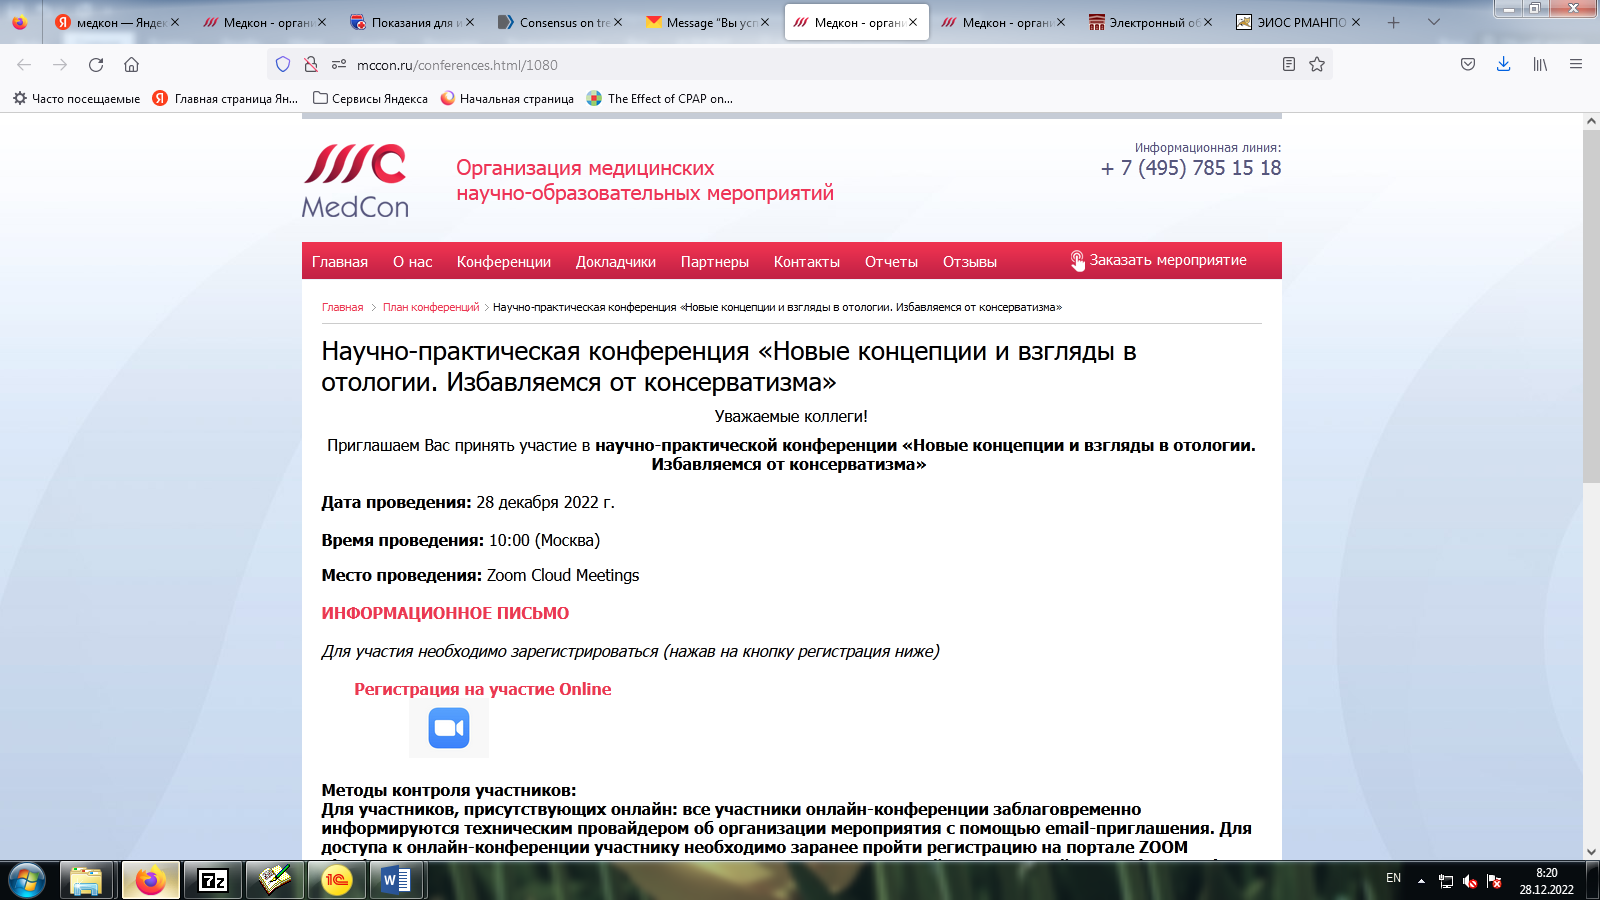 медкон — Яндек
Медкон - органи
Показания для и
Consensus on tre
Message "Вы усп
Медкон - органи
Медкон - органи
Электронный об
ЭИОС РМАНПО
mccon.ru/conferences.html/1080
Часто посещаемые
Главная страница Ян...
Сервисы Яндекса
Начальная страница
The Effect of CPAP on...
MedCon
Организация медицинских
научно-образовательных мероприятий
Информационная линия:
+ 7 (495) 785 15 18
Главная О нас Конференции Докладчики Партнеры Контакты Отчеты Отзывы Заказать мероприятие
Главная > План конференций > Научно-практическая конференция «Новые концепции и взгляды в отологии. Избавляемся от консерватизма»
Научно-практическая конференция «Новые концепции и взгляды в
отологии. Избавляемся от консерватизма»
Уважаемые коллеги!
Приглашаем Вас принять участие в научно-практической конференции «Новые концепции и взгляды в отологии.
Избавляемся от консерватизма»
Дата проведения: 28 декабря 2022 г.
Время проведения: 10:00 (Москва)
Место проведения: Zoom Cloud Meetings
ИНФОРМАЦИОННОЕ ПИСЬМО
Для участия необходимо зарегистрироваться (нажав на кнопку регистрация ниже)
Регистрация на участие Online
Методы контроля участников:
Для участников, присутствующих онлайн: все участники онлайн-конференции заблаговременно
информируются техническим провайдером об организации мероприятия с помощью email-приглашения. Для
доступа к онлайн-конференции участнику необходимо заранее пройти регистрацию на портале ZOOM
7z
1С
W
EN
8:20
28.12.2022